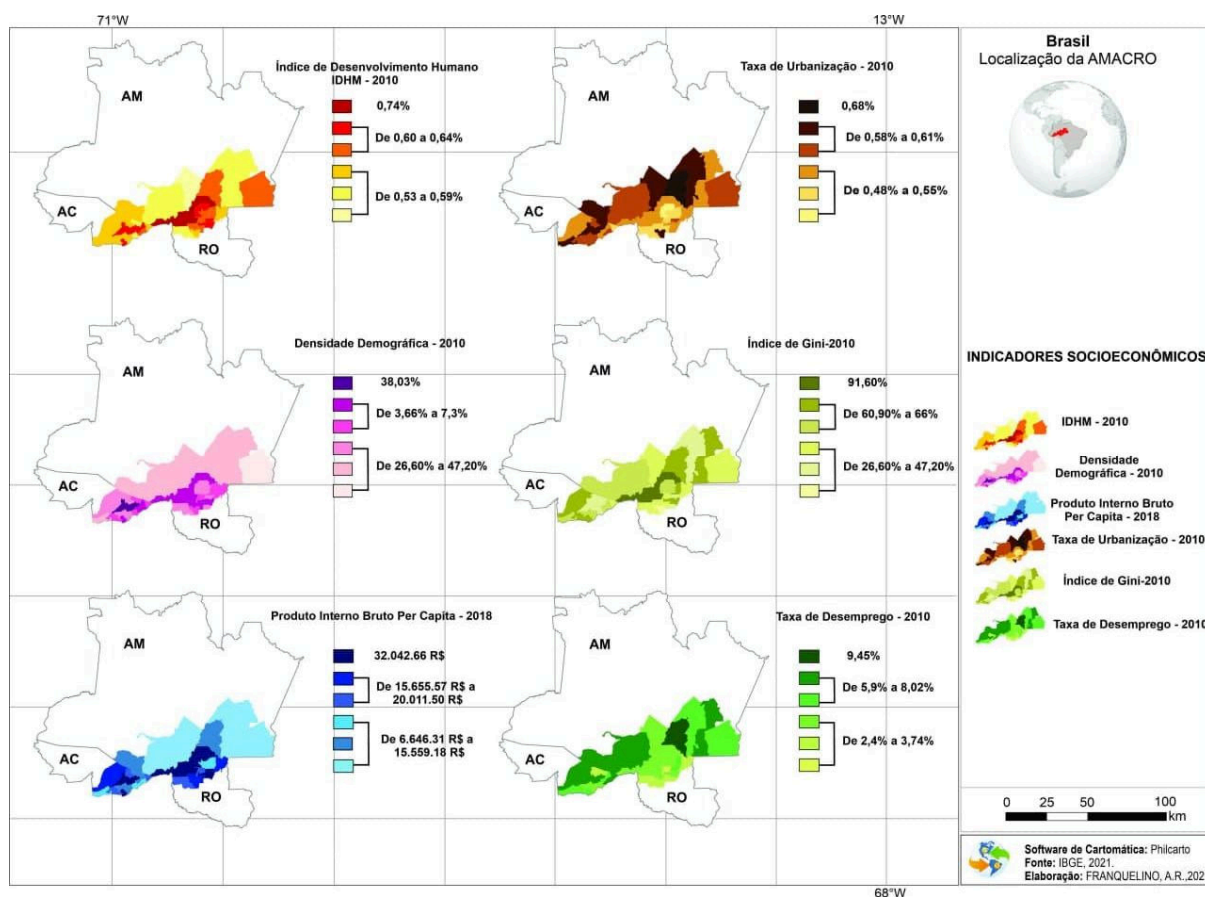 71°W
13°W
Índice de Desenvolvimento Humano
IDHM - 2010
AM
0,74%
De 0,60 a 0,64%
De 0,53 a 0,59%
AC
RO
Taxa de Urbanização - 2010
AM
0,68%
De 0,58% a 0,61%
De 0,48% a 0,55%
AC
RO
Densidade Demográfica - 2010
AM
38,03%
De 3,66% a 7,3%
De 26,60% a 47,20%
AC
RO
Índice de Gini-2010
AM
91,60%
De 60,90% a 66%
De 26,60% a 47,20%
AC
RO
Produto Interno Bruto Per Capita - 2018
AM
32.042.66 R$
De 15.655.57 R$ a
20.011.50 R$
De 6.646.31 R$ a
15.559.18 R$
AC
RO
Taxa de Desemprego - 2010
AM
9,45%
De 5,9% a 8,02%
De 2,4% a 3,74%
AC
RO
68°W
Brasil
Localização da AMACRO
INDICADORES SOCIOECONÔMICOS
IDHM - 2010
Densidade
Demográfica - 2010
Produto Interno Bruto
Per Capita - 2018
Taxa de Urbanização - 2010
Índice de Gini-2010
Taxa de Desemprego - 2010
0 25 50 100
km
Software de Cartomática: Philcarto
Fonte: IBGE, 2021.
Elaboração: FRANQUELINO, A.R.,202